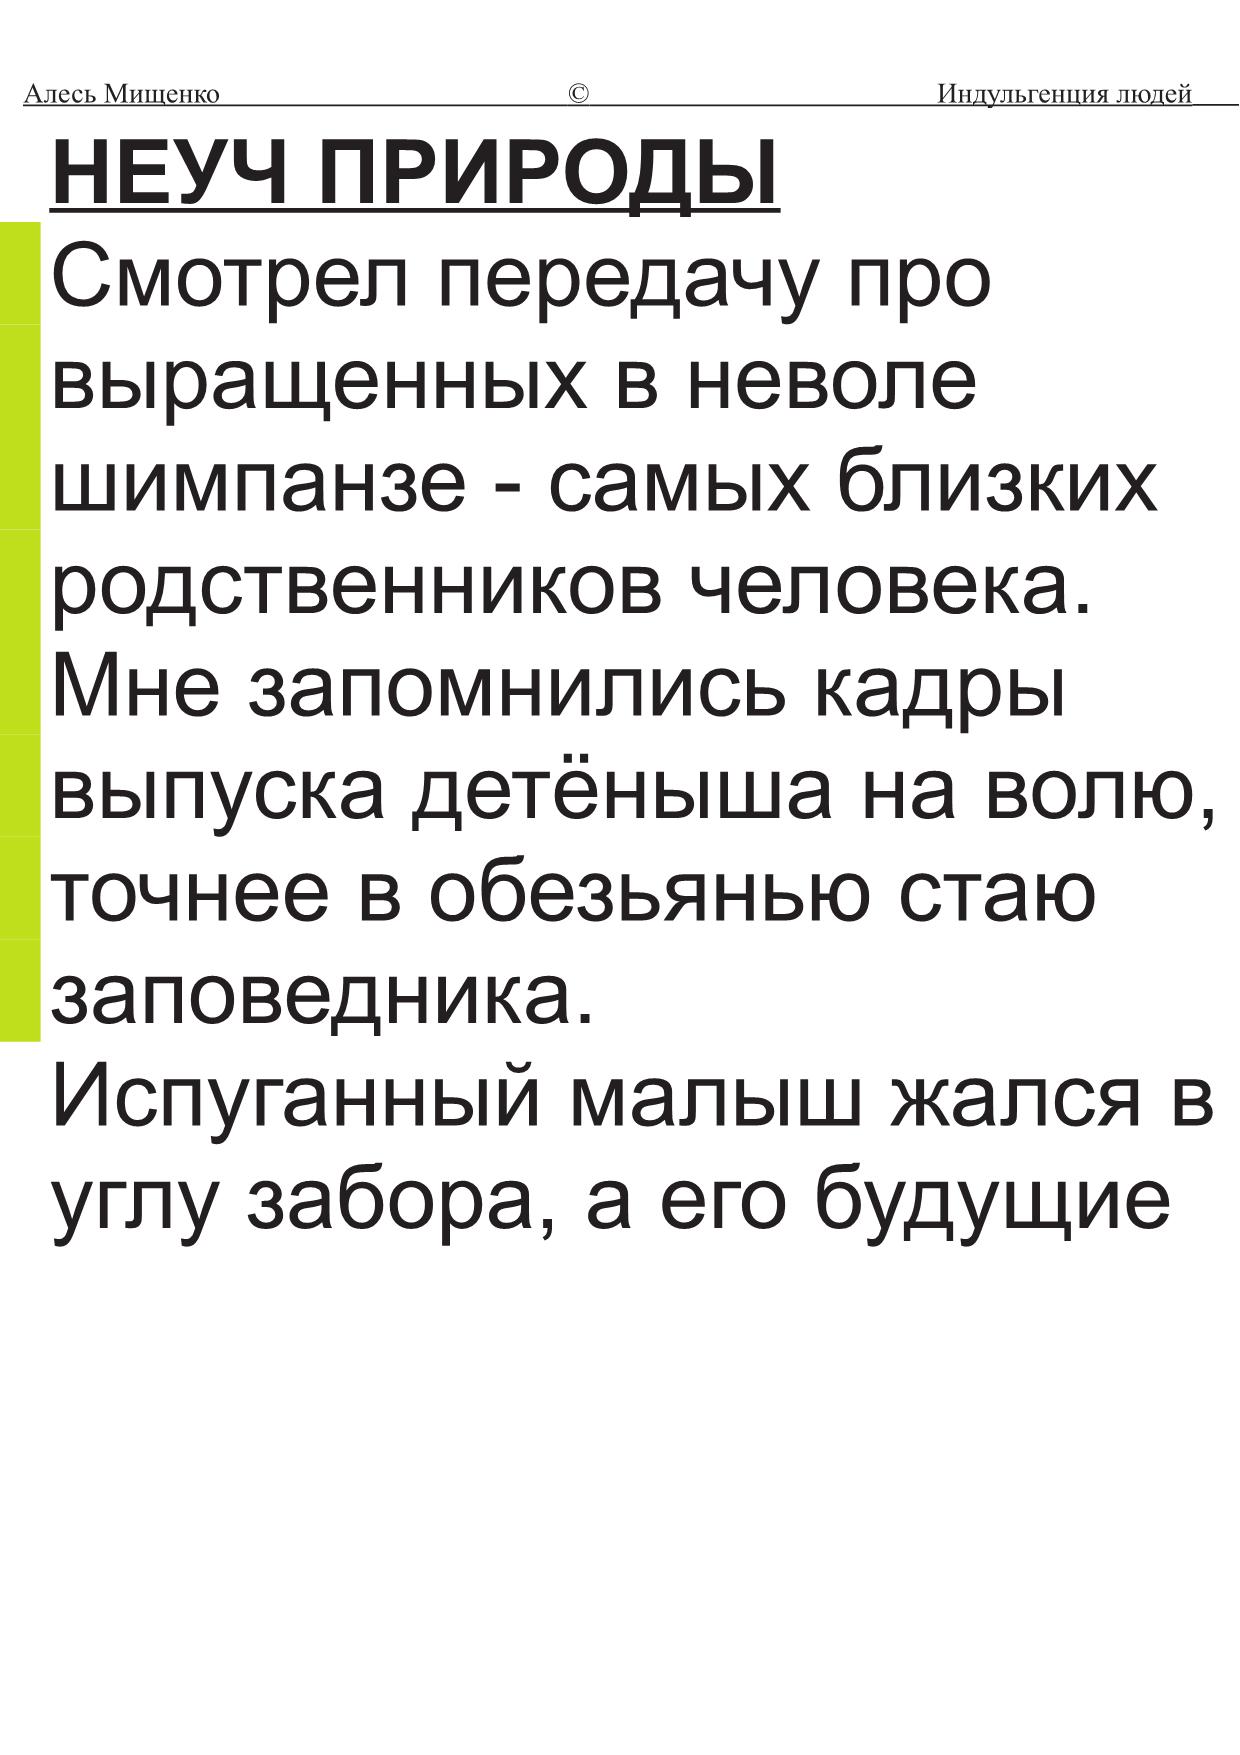 Алесь Мищенко © Индульгенция людей
НЕУЧ ПРИРОДЫ
Смотрел передачу про
выращенных в неволе
шимпанзе - самых близких
родственников человека.
Мне запомнились кадры
выпуска детёныша на волю,
точнее в обезьянью стаю
заповедника.
Испуганный малыш жался в
углу забора, а его будущие